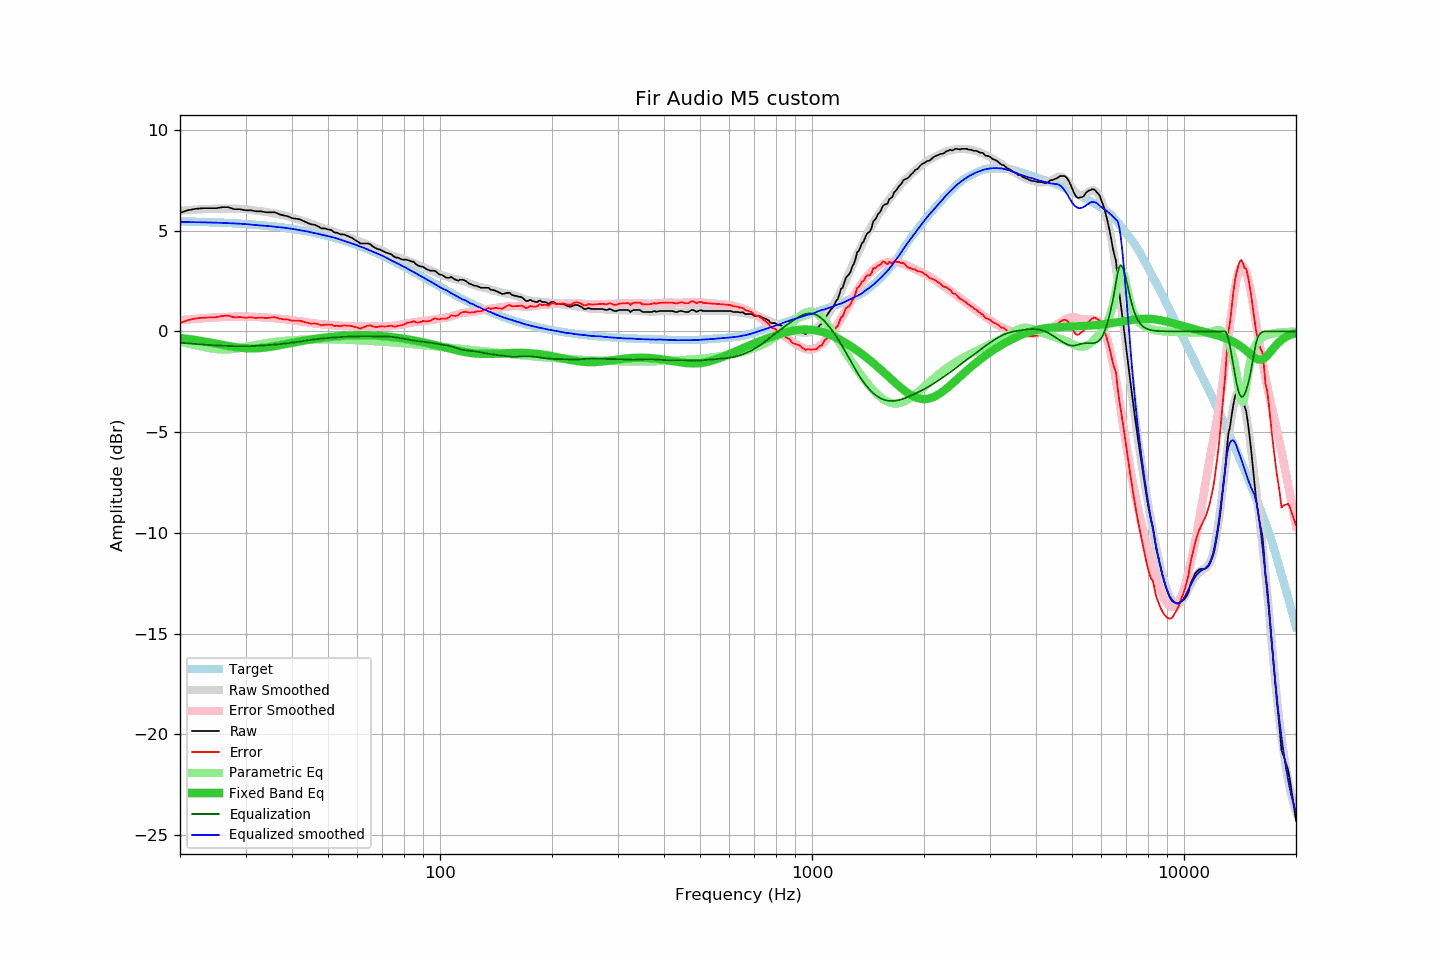 Fir Audio M5 custom
10
5
0
−5
−10
−15
−20
−25
Amplitude (dBr)
Target
Raw Smoothed
Error Smoothed
Raw
Error
Parametric Eq
Fixed Band Eq
Equalization
Equalized smoothed
100
1000
10000
Frequency (Hz)